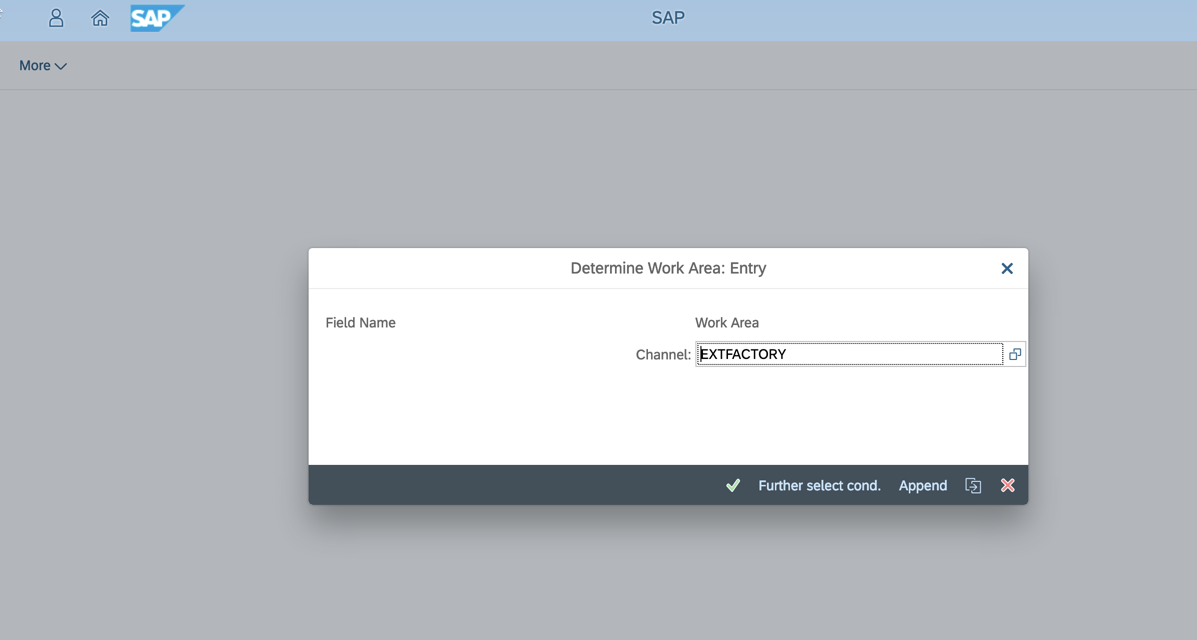 SAP
SAP
More
Determine Work Area: Entry
Field Name
Work Area
Channel: EXTFACTORY
Further select cond.
Append